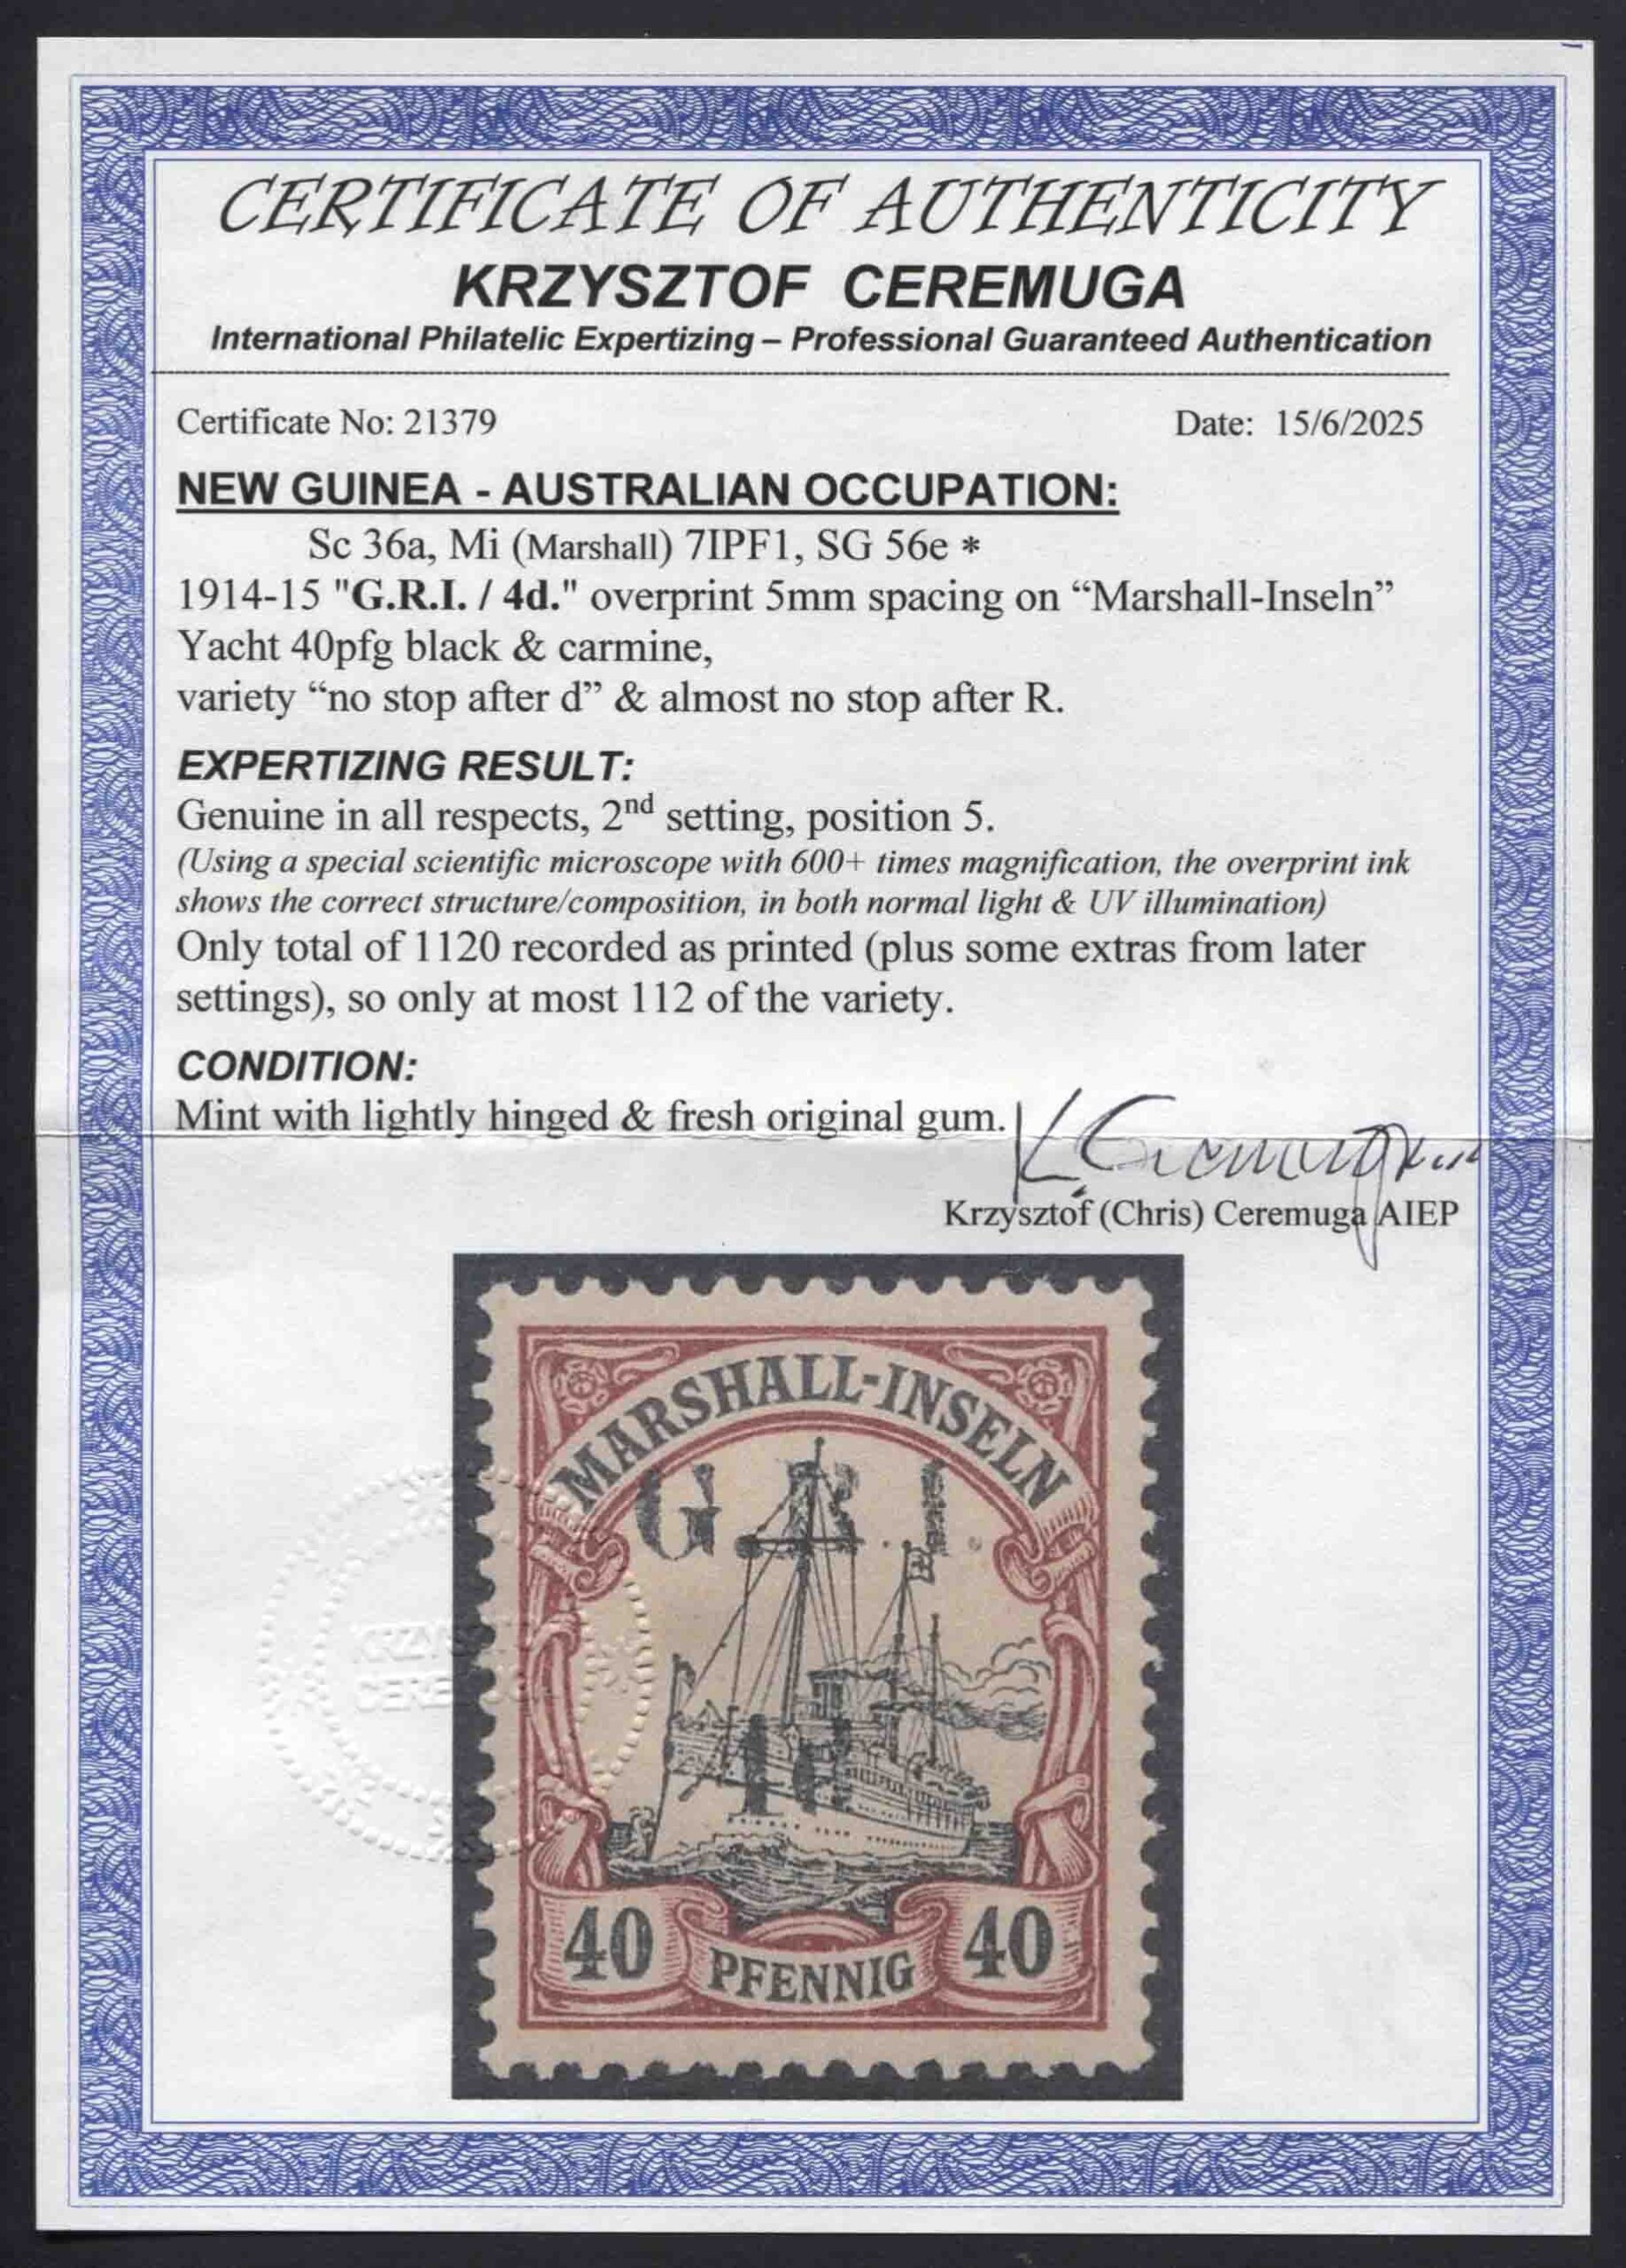 CERTIFICATE OF AUTHENTICITY
KRZYSZTOF CEREMUGA
International Philatelic Expertizing – Professional Guaranteed Authentication
Certificate No: 21379 Date: 15/6/2025
NEW GUINEA - AUSTRALIAN OCCUPATION:
Sc 36a, Mi (Marshall) 7IPF1, SG 56e *
1914-15 "G.R.I. / 4d." overprint 5mm spacing on “Marshall-Inseln”
Yacht 40pfg black & carmine,
variety “no stop after d” & almost no stop after R.
EXPERTIZING RESULT:
Genuine in all respects, 2nd setting, position 5.
(Using a special scientific microscope with 600+ times magnification, the overprint ink
shows the correct structure/composition, in both normal light & UV illumination)
Only total of 1120 recorded as printed (plus some extras from later
settings), so only at most 112 of the variety.
CONDITION:
Mint with lightly hinged & fresh original gum.
Krzysztof (Chris) Ceremuga AIEP
MARSHALL-INSELN
G R.I.
40 PFENNIG 40